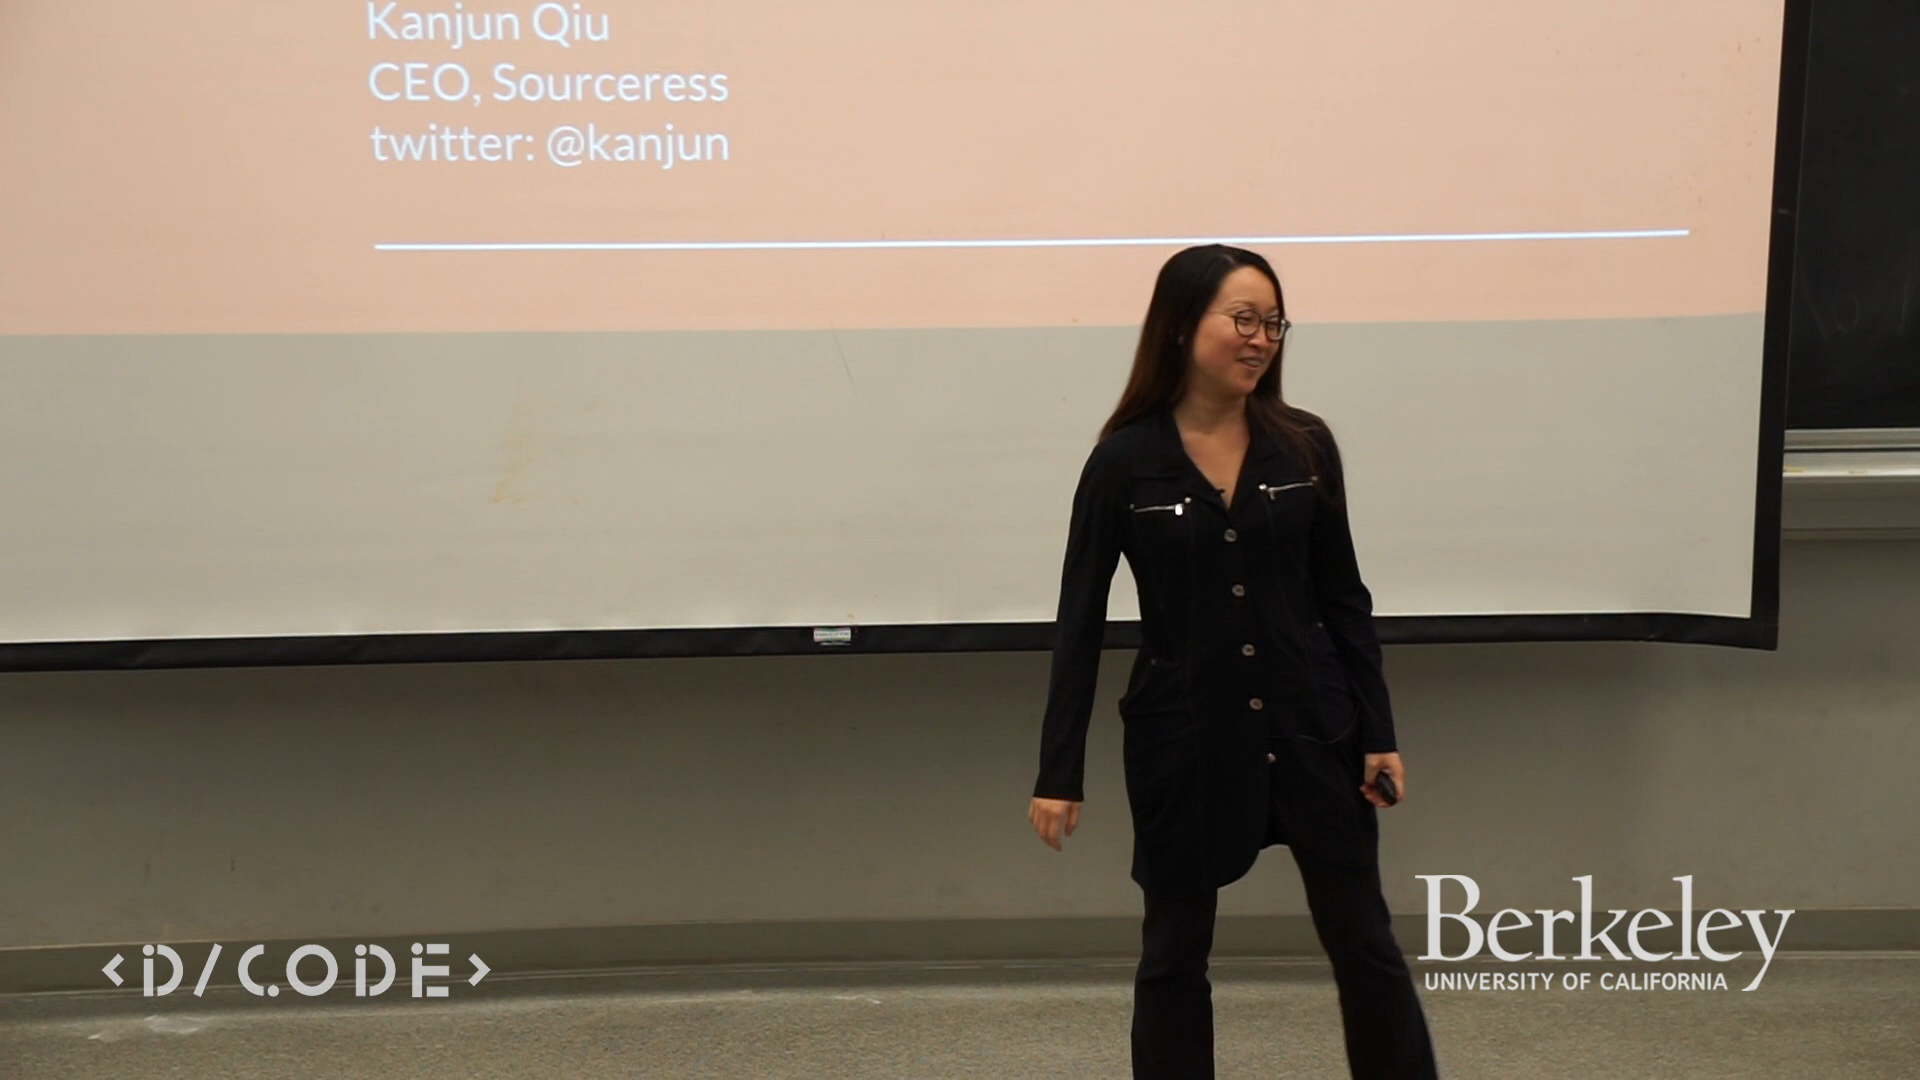 Kanjun Qiu
CEO, Sourceress
twitter: @kanjun
<D/CODE>
Berkeley
UNIVERSITY OF CALIFORNIA